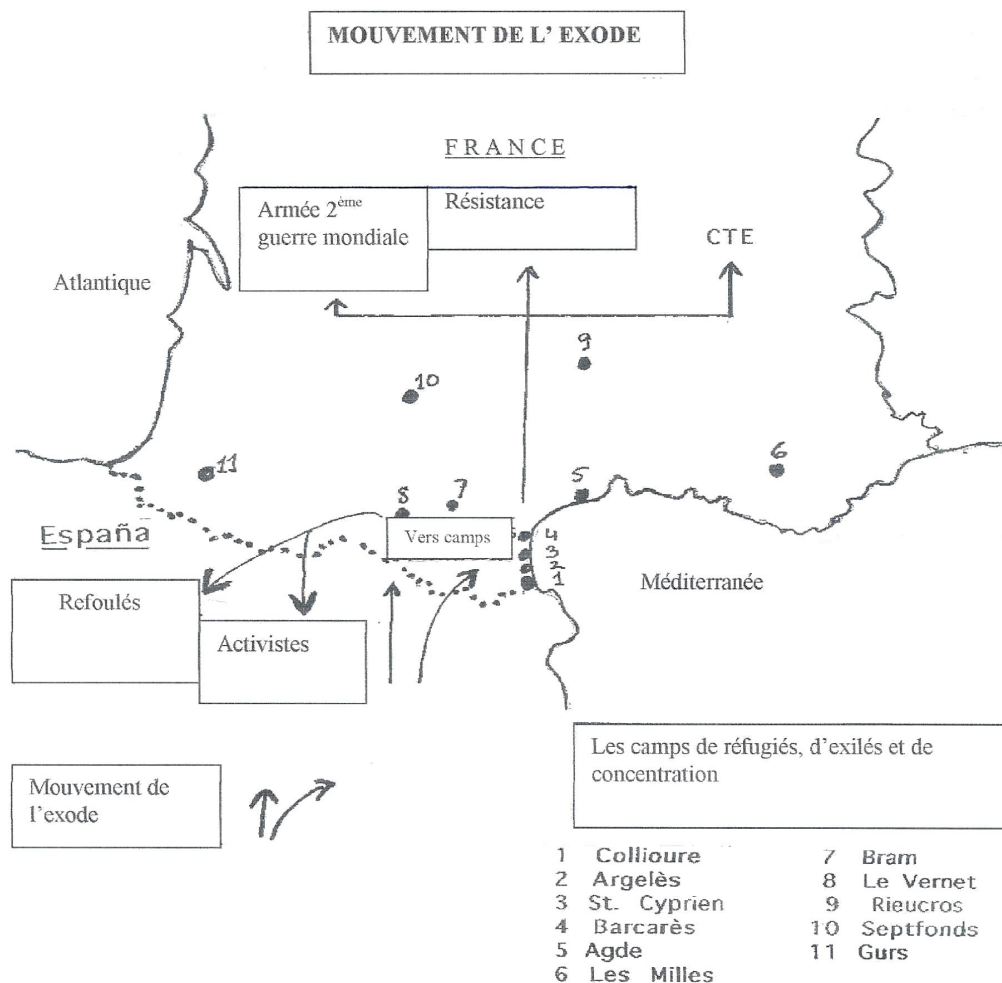 MOUVEMENT DE L' EXODE
FRANCE
Armée 2ème
guerre mondiale
Résistance
CTE
Atlantique
9
10
11
6
5
8
7
Vers camps
4
3
2
1
España
Méditerranée
Refoulés
Activistes
Les camps de réfugiés, d'exilés et de
concentration
Mouvement de
l'exode
1 Collioure
2 Argelès
3 St. Cyprien
4 Barcarès
5 Agde
6 Les Milles
7 Bram
8 Le Vernet
9 Rieucros
10 Septfonds
11 Gurs